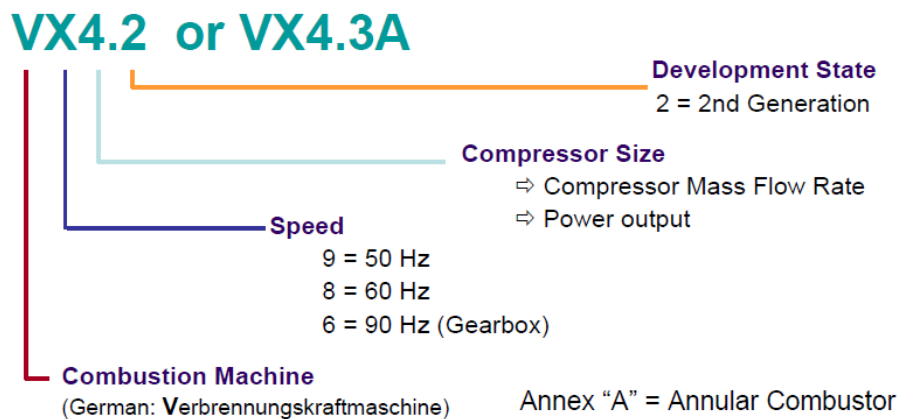 VX4.2 or VX4.3A
Development State
2 = 2nd Generation
Compressor Size
⇨ Compressor Mass Flow Rate
⇨ Power output
Speed
9 = 50 Hz
8 = 60 Hz
6 = 90 Hz (Gearbox)
Combustion Machine
(German: Verbrennungskraftmaschine)
Annex “A” = Annular Combustor